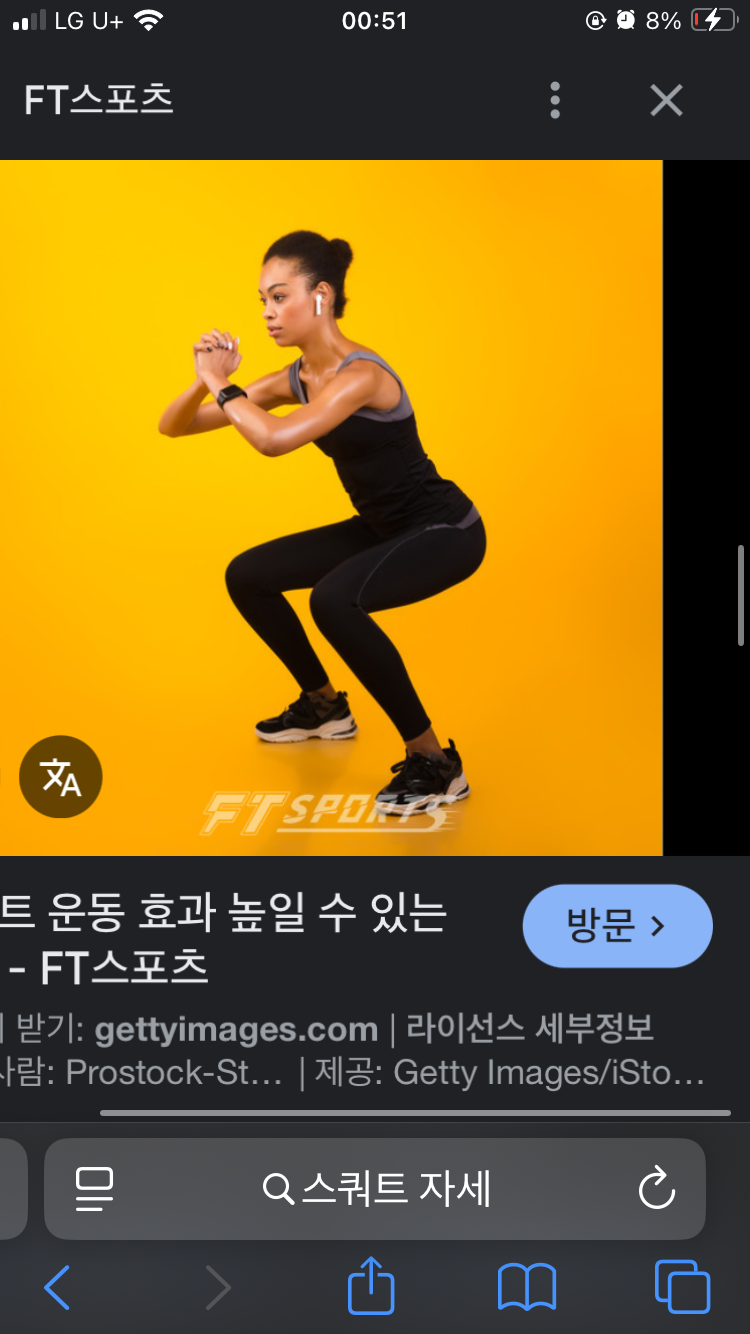 LG U+ 00:51 8%
FT스포츠
FT SPORTS
트 운동 효과 높일 수 있는
- FT스포츠
방문
받기: gettyimages.com | 라이선스 세부정보
사람: Prostock-St... | 제공: Getty Images/iSto...
스쿼트 자세